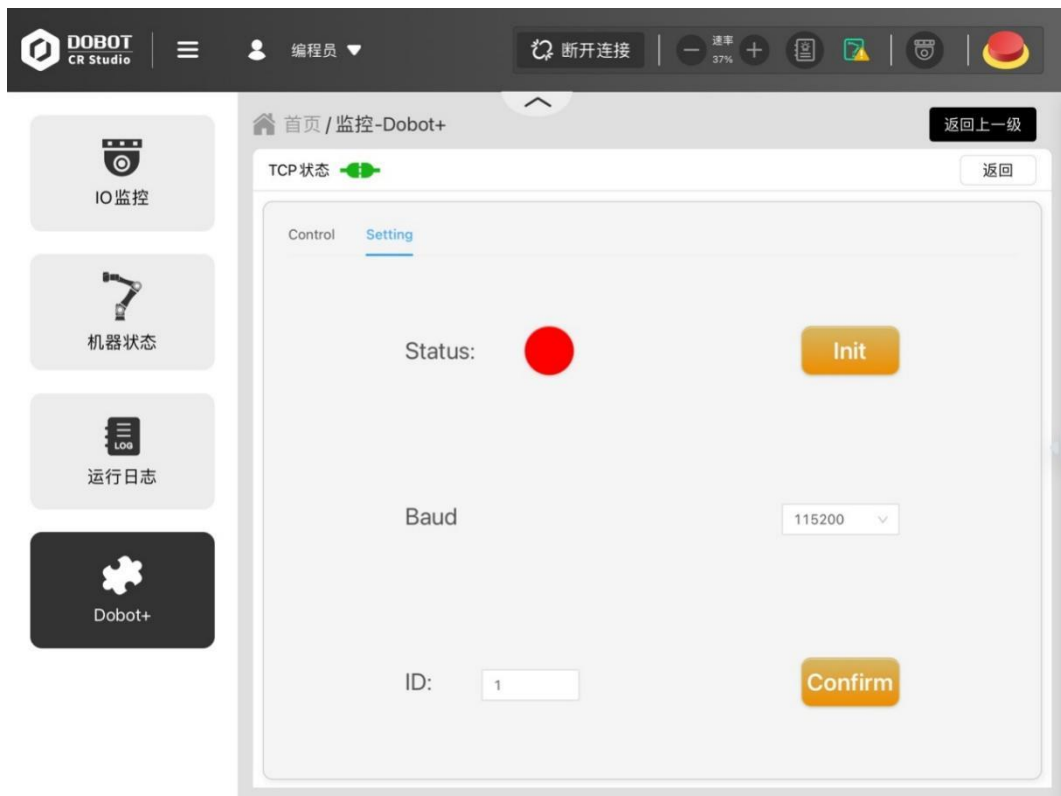 DOBOT
CR Studio
编程员
断开连接
速率
37%
首页 / 监控-Dobot+
返回上一级
IO监控
TCP状态
返回
Control Setting
机器状态
Status:
Init
LOG
运行日志
Baud
115200
Dobot+
ID:
1
Confirm